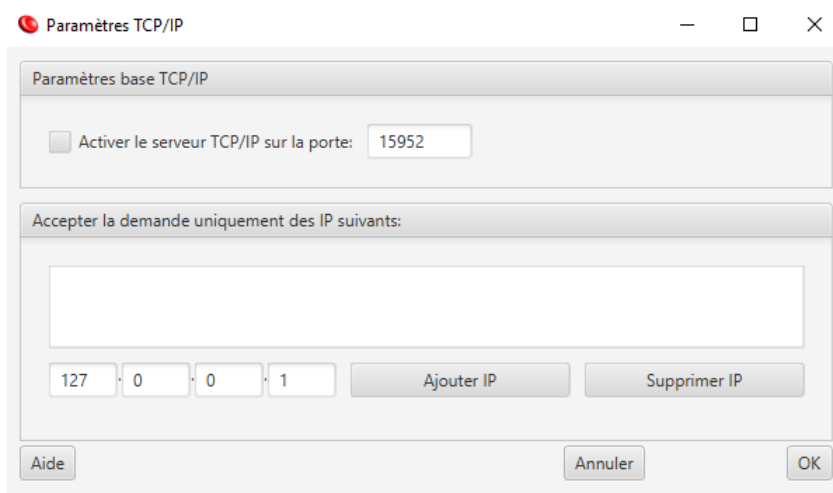 Paramètres TCP/IP
Paramètres base TCP/IP
Activer le serveur TCP/IP sur la porte: 15952
Accepter la demande uniquement des IP suivants:
127 . 0 . 0 . 1 Ajouter IP Supprimer IP
Aide Annuler OK